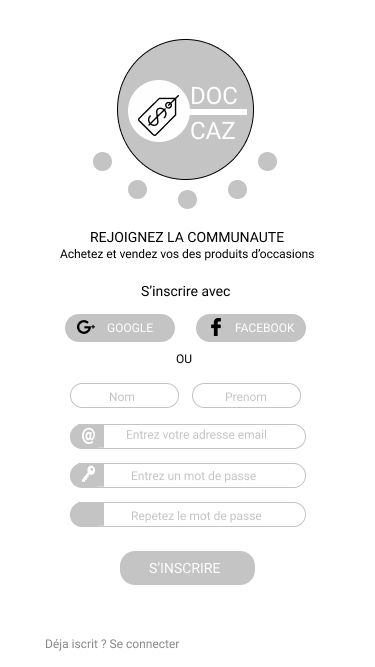 DOC
CAZ
REJOIGNEZ LA COMMUNAUTE
Achetez et vendez vos des produits d'occasions
S'inscrire avec
G+ GOOGLE f FACEBOOK
OU
Nom Prenom
@ Entrez votre adresse email
Entrez un mot de passe
Repetez le mot de passe
S'INSCRIRE
Déja iscrit ? Se connecter